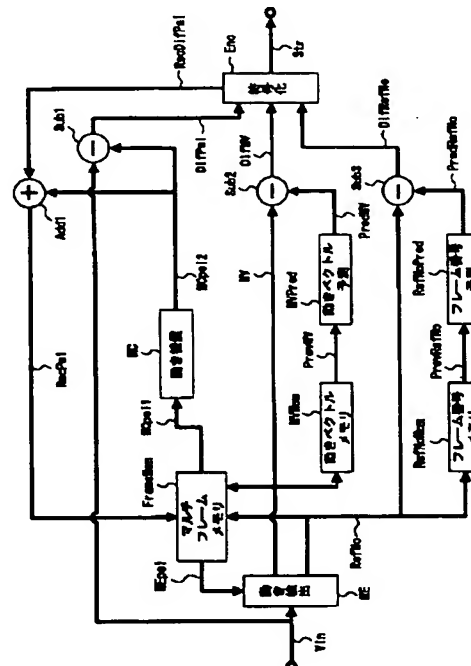 RecDifPel
Enc
Str
符号化
Sub1
DifPel
DifMV
DifRefNo
Add1
Sub2
Sub3
MCpel2
MV
PredMV
PredRefNo
RecPel
MC
動き補償
MVPred
動きベクトル
予測
RefNoPred
フレーム番号
予測
MCpel1
PrevMV
PrevRefNo
FrameMem
マルチ
フレーム
メモリ
MVMem
動きベクトル
メモリ
RefNoMem
フレーム番号
メモリ
MEpel
RefNo
動き検出
ME
Vin